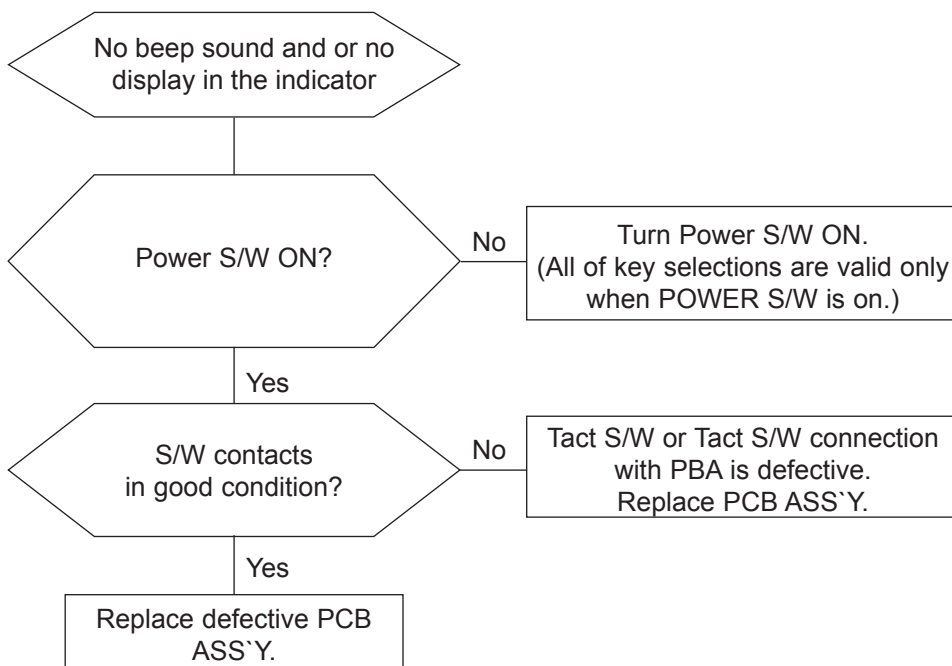 No beep sound and or no
display in the indicator
Power S/W ON?
No
Turn Power S/W ON.
(All of key selections are valid only
when POWER S/W is on.)
Yes
S/W contacts
in good condition?
No
Tact S/W or Tact S/W connection
with PBA is defective.
Replace PCB ASS`Y.
Yes
Replace defective PCB
ASS`Y.